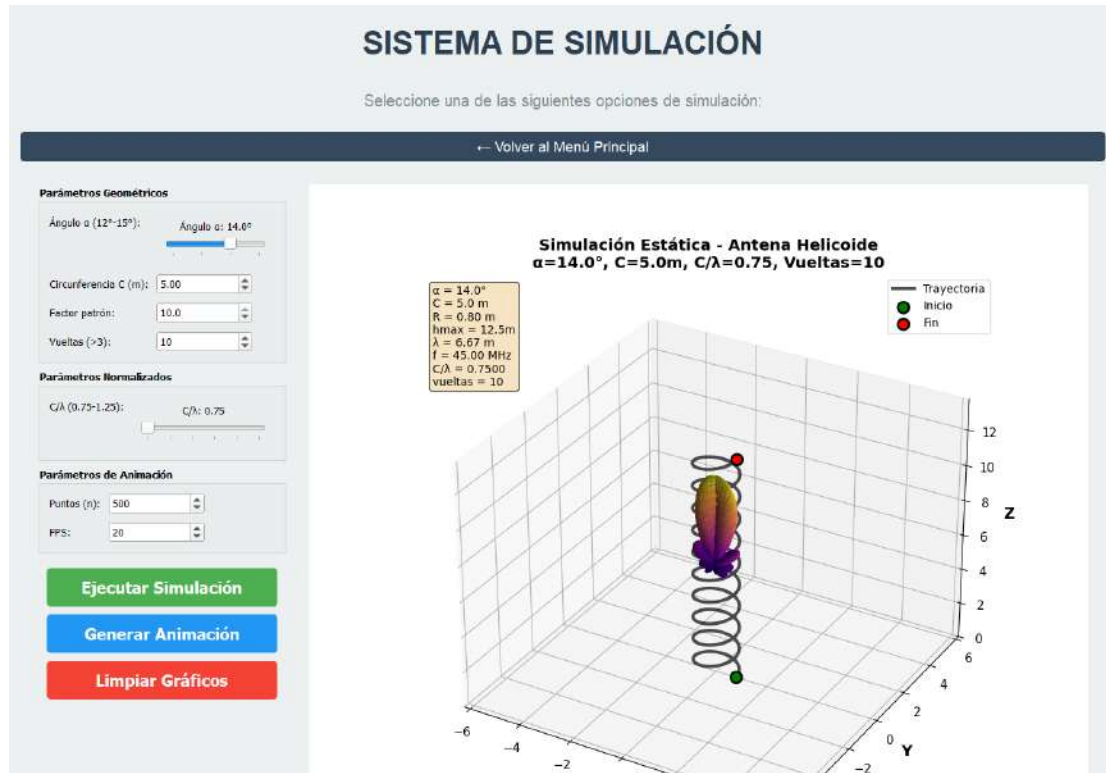 SISTEMA DE SIMULACIÓN
Seleccione una de las siguientes opciones de simulación:
← Volver al Menú Principal
Parámetros Geométricos
Ángulo α (12°-15°):
Ángulo α: 14.0°
Circunferencia C (m): 5.00
Factor patrón: 10.0
Vueltas (>3): 10
Parámetros Normalizados
C/λ (0.75-1.25):
C/λ: 0.75
Parámetros de Animación
Puntos (n): 500
FPS: 20
Ejecutar Simulación
Generar Animación
Limpiar Gráficos
Simulación Estática - Antena Helicoide
α=14.0°, C=5.0m, C/λ=0.75, Vueltas=10
α = 14.0°
C = 5.0 m
R = 0.80 m
hmax = 12.5m
λ = 6.67 m
f = 45.00 MHz
C/λ = 0.7500
vueltas = 10
Trayectoria
Inicio
Fin
12
10
8
Z
6
4
2
0
6
4
2
0
Y
−2
−6
−4
−2